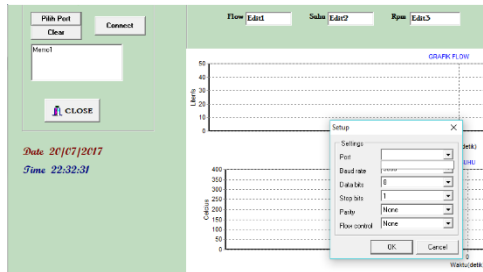 Pilih Port
Clear
Connect
Memo1
CLOSE
Date 20/07/2017
Time 22:32:31
Flow Edit1 Suhu Edit2 Rpm Edit3
GRAFIK FLOW
Liter/s
50
40
30
20
10
0
Celcius
400
350
300
250
200
150
100
50
0
0
Setup
Settings
Port
Baud rate
Data bits 8
Stop bits 1
Parity None
Flow control None
OK Cancel
detik)
UHU
Waktu(detik